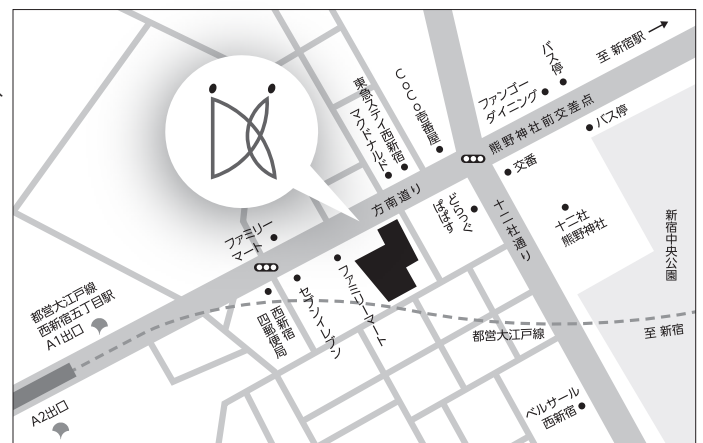 至 新宿駅
バス停
ファンゴー
ダイニング
熊野神社前交差点
バス停
CoCo壱番屋
東急ステイ西新宿
マクドナルド
交番
方南道り
どらっぐ
ぱぱす
十二社通り
十二社
熊野神社
新宿中央公園
ファミリー
マート
ファミリーマート
セブンイレブン
西新宿
四郵便局
都営大江戸線
西新宿五丁目駅
A1出口
都営大江戸線
至 新宿
A2出口
ベルサール
西新宿